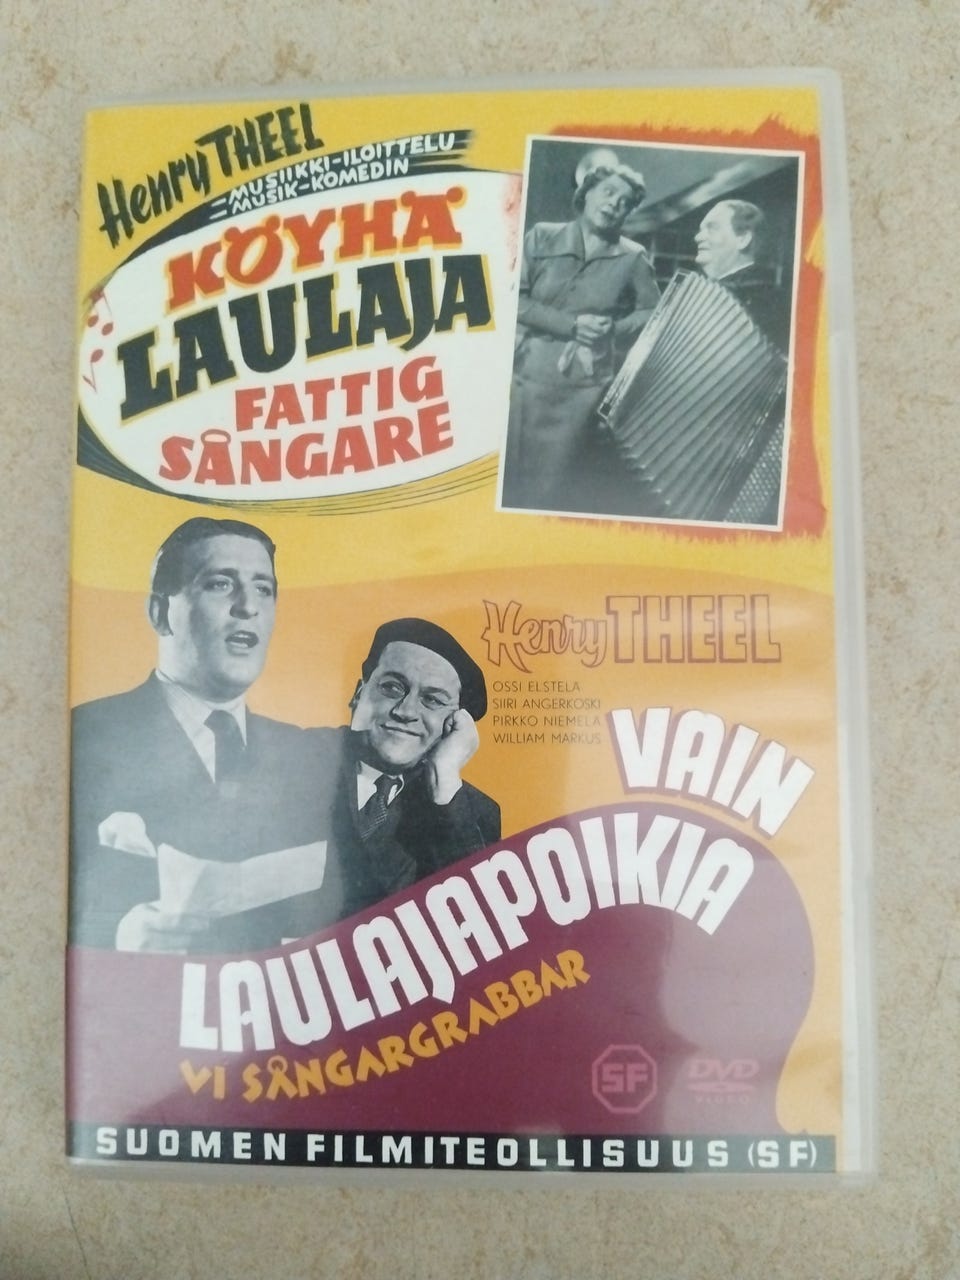 Henry THEEL
MUSIIKKI-ILOITTELU
MUSIK-KOMEDIN
KÖYHÄ
LAULAJA
FATTIG
SÅNGARE
Henry THEEL
OSSI ELSTELÄ
SIIRI ANGERKOSKI
PIRKKO NIEMELÄ
WILLIAM MARKUS
VAIN
LAULAJAPOIKIA
VI SÅNGARGRABBAR
SF
DVD
VIDEO
SUOMEN FILMITEOLLISUUS (SF)